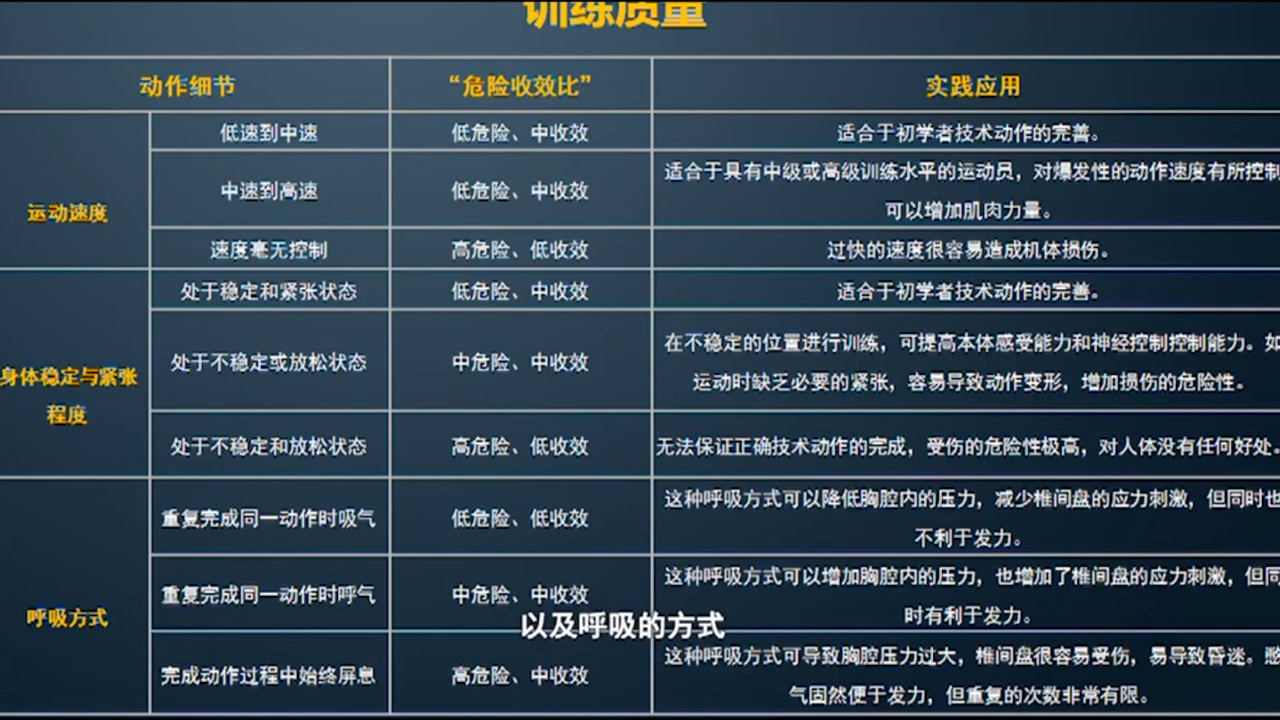 训练质量
动作细节
“危险收效比”
实践应用
运动速度
低速到中速
低危险、中收效
适合于初学者技术动作的完善。
中速到高速
低危险、中收效
适合于具有中级或高级训练水平的运动员，对爆发性的动作速度有所控制
可以增加肌肉力量。
速度毫无控制
高危险、低收效
过快的速度很容易造成机体损伤。
身体稳定与紧张
程度
处于稳定和紧张状态
低危险、中收效
适合于初学者技术动作的完善。
处于不稳定或放松状态
中危险、中收效
在不稳定的位置进行训练，可提高本体感受能力和神经控制控制能力。如
运动时缺乏必要的紧张，容易导致动作变形，增加损伤的危险性。
处于不稳定和放松状态
高危险、低收效
无法保证正确技术动作的完成，受伤的危险性极高，对人体没有任何好处。
呼吸方式
重复完成同一动作时吸气
低危险、低收效
这种呼吸方式可以降低胸腔内的压力，减少椎间盘的应力刺激，但同时也
不利于发力。
重复完成同一动作时呼气
中危险、中收效
这种呼吸方式可以增加胸腔内的压力，也增加了椎间盘的应力刺激，但同
时有利于发力。
以及呼吸的方式
完成动作过程中始终屏息
高危险、中收效
这种呼吸方式可导致胸腔压力过大，椎间盘很容易受伤，易导致昏迷。憋
气固然便于发力，但重复的次数非常有限。